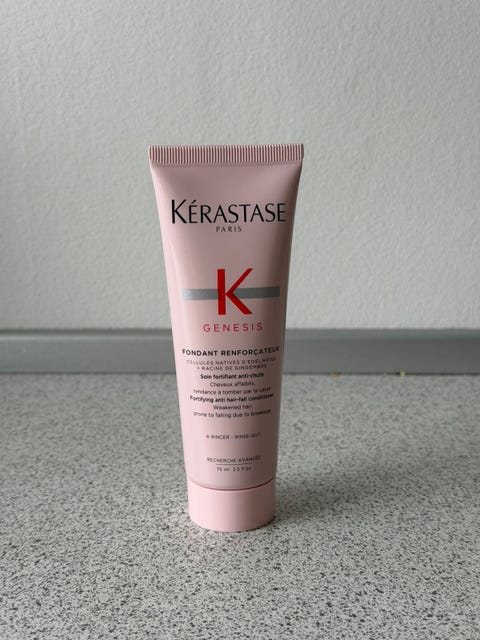 KÉRASTASE
PARIS
K
GENESIS
FONDANT RENFORÇATEUR
CELLULES NATIVES D'EDELWEISS
+ RACINE DE GINGEMBRE
Soin fortifiant anti-chute
Cheveux affaiblis,
tendance à tomber par la casse
Fortifying anti hair-fall conditioner
Weakened hair,
prone to falling due to breakage
À RINCER - RINSE-OUT
RECHERCHE AVANCÉE
75 ml 2.5 fl.oz